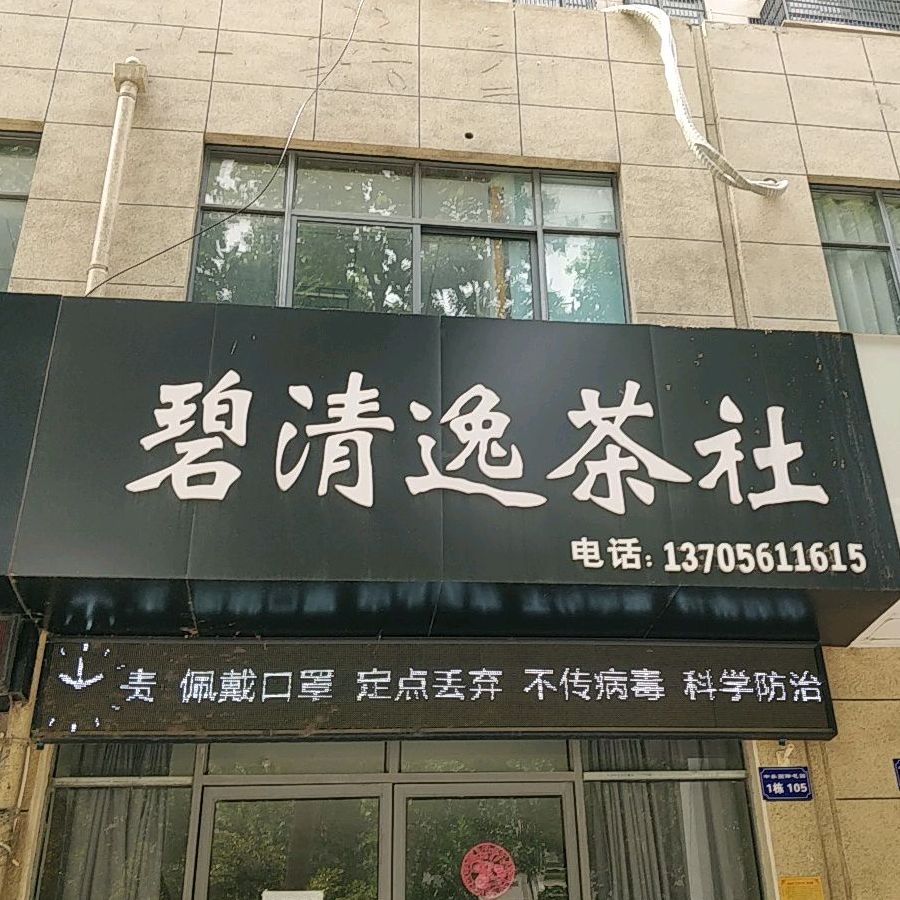 碧清逸茶社
电话:13705611615
责 佩戴口罩 定点丢弃 不传病毒 科学防治
1栋 105